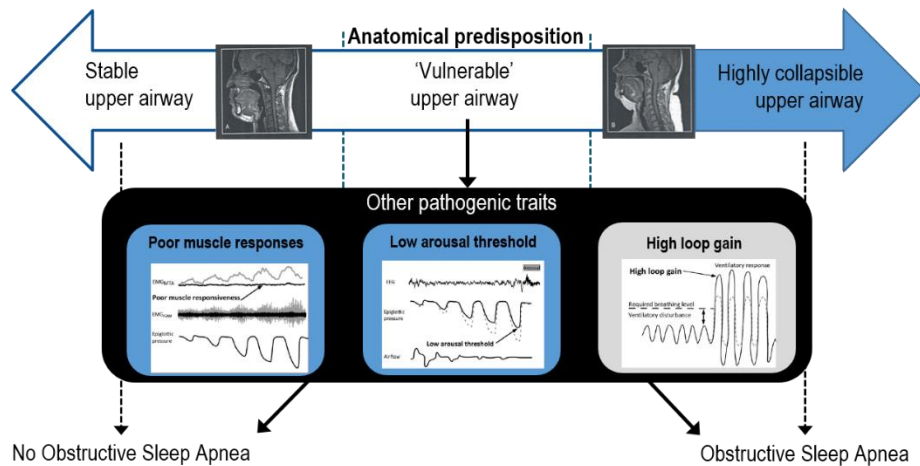 Anatomical predisposition
Stable
upper airway
'Vulnerable'
upper airway
Highly collapsible
upper airway
A
B
Other pathogenic traits
Poor muscle responses
Poor muscle responsiveness
Epiglottic
pressure
Low arousal threshold
EEG
Epiglottic
pressure
Low arousal threshold
Airflow
High loop gain
Ventilatory response
High loop gain
Required breathing level
Ventilatory disturbance
No Obstructive Sleep Apnea
Obstructive Sleep Apnea